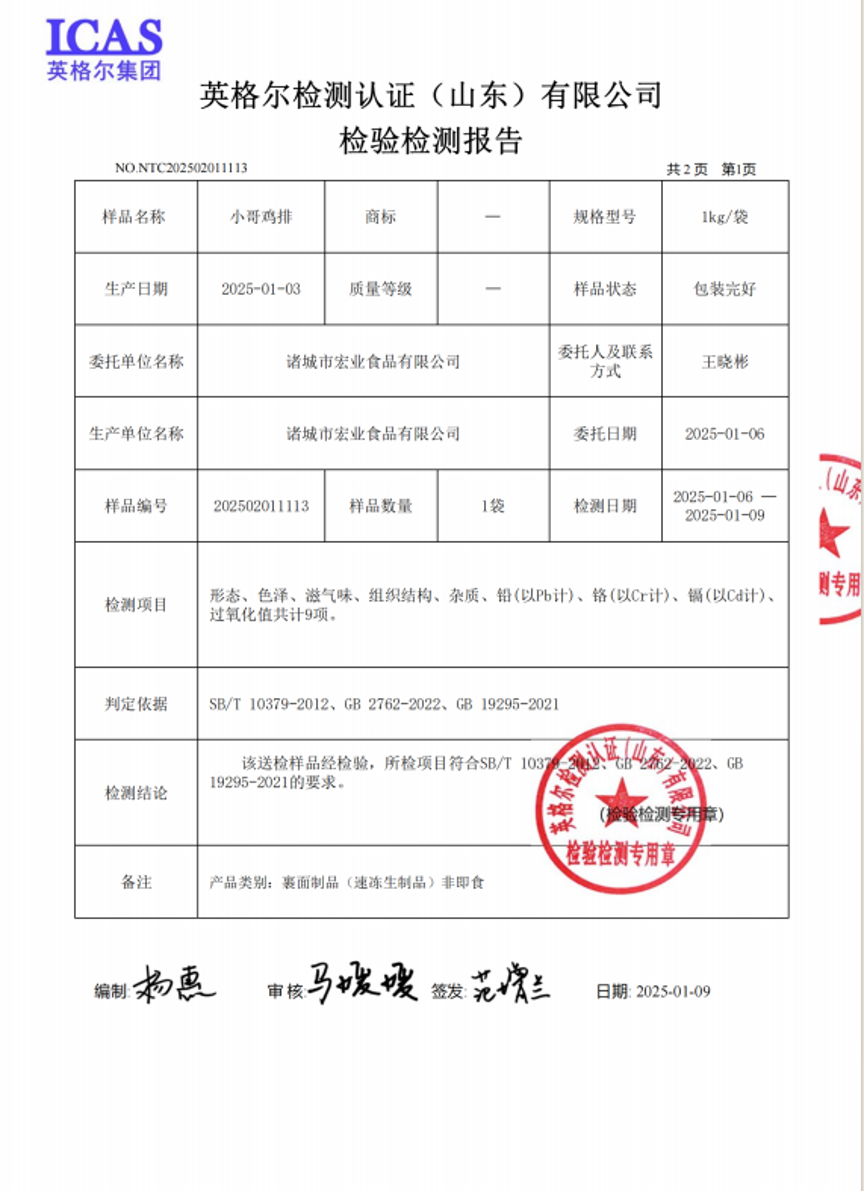 ICAS
英格尔集团
英格尔检测认证（山东）有限公司
检验检测报告
NO.NTC202502011113
共 2 页 第1页
样品名称 小哥鸡排 商标 — 规格型号 1kg/袋
生产日期 2025-01-03 质量等级 — 样品状态 包装完好
委托单位名称 诸城市宏业食品有限公司 委托人及联系
方式 王晓彬
生产单位名称 诸城市宏业食品有限公司 委托日期 2025-01-06
样品编号 202502011113 样品数量 1袋 检测日期 2025-01-06 —
2025-01-09
检测项目 形态、色泽、滋气味、组织结构、杂质、铅(以Pb计)、铬(以Cr计)、镉(以Cd计)、
过氧化值共计9项。
判定依据 SB/T 10379-2012、GB 2762-2022、GB 19295-2021
检测结论 该送检样品经检验，所检项目符合SB/T 10379-2012、GB 2762-2022、GB
19295-2021的要求。
(检验检测专用章)
英格尔检测认证(山东)有限公司
检验检测专用章
备注 产品类别：裹面制品（速冻生制品）非即食
(山东
测专用
编制: 杨惠 审核: 马媛媛 签发: 日期: 2025-01-09